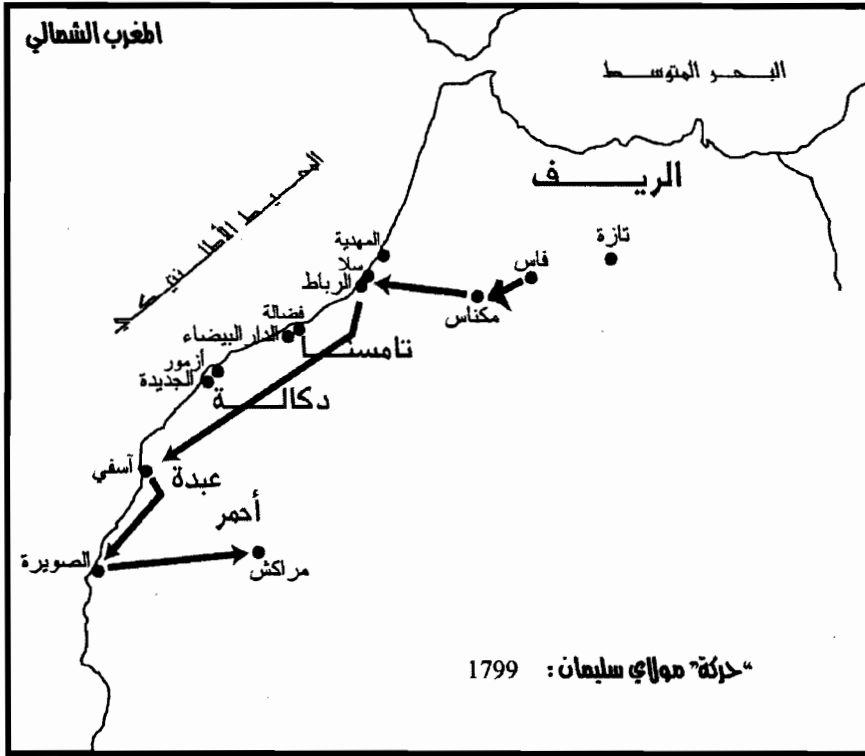 المغرب الشمالي
البحر المتوسط
المحيط الأطلنتيكي
الريف
تازة
فاس
مكناس
المهدية
سلا
الرباط
فضالة
الدار البيضاء
تامسنا
أزمور
الجديدة
دكالة
آسفي
عبدة
أحمر
الصويرة
مراكش
“حركة” مولاي سليمان : 1799